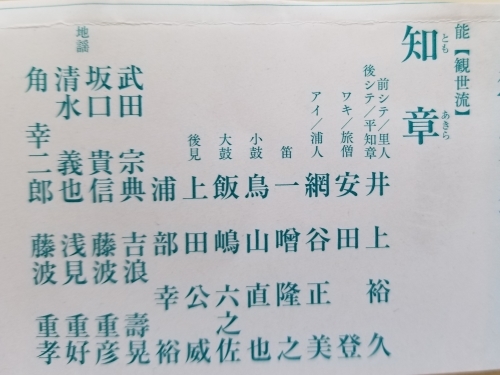 能【観世流】
知章
とも あきら
前シテ/里人
後シテ/平知章 井上裕久
ワキ/旅僧 安田登
アイ/浦人 網谷正美
笛 一噌隆之
小鼓 鳥山直也
大鼓 飯嶋六之佐
後見 上田公威
浦部幸裕
地謡
武田宗典 吉浪壽晃
坂口貴信 藤波重彦
清水義也 浅見重好
角幸二郎 藤波重孝